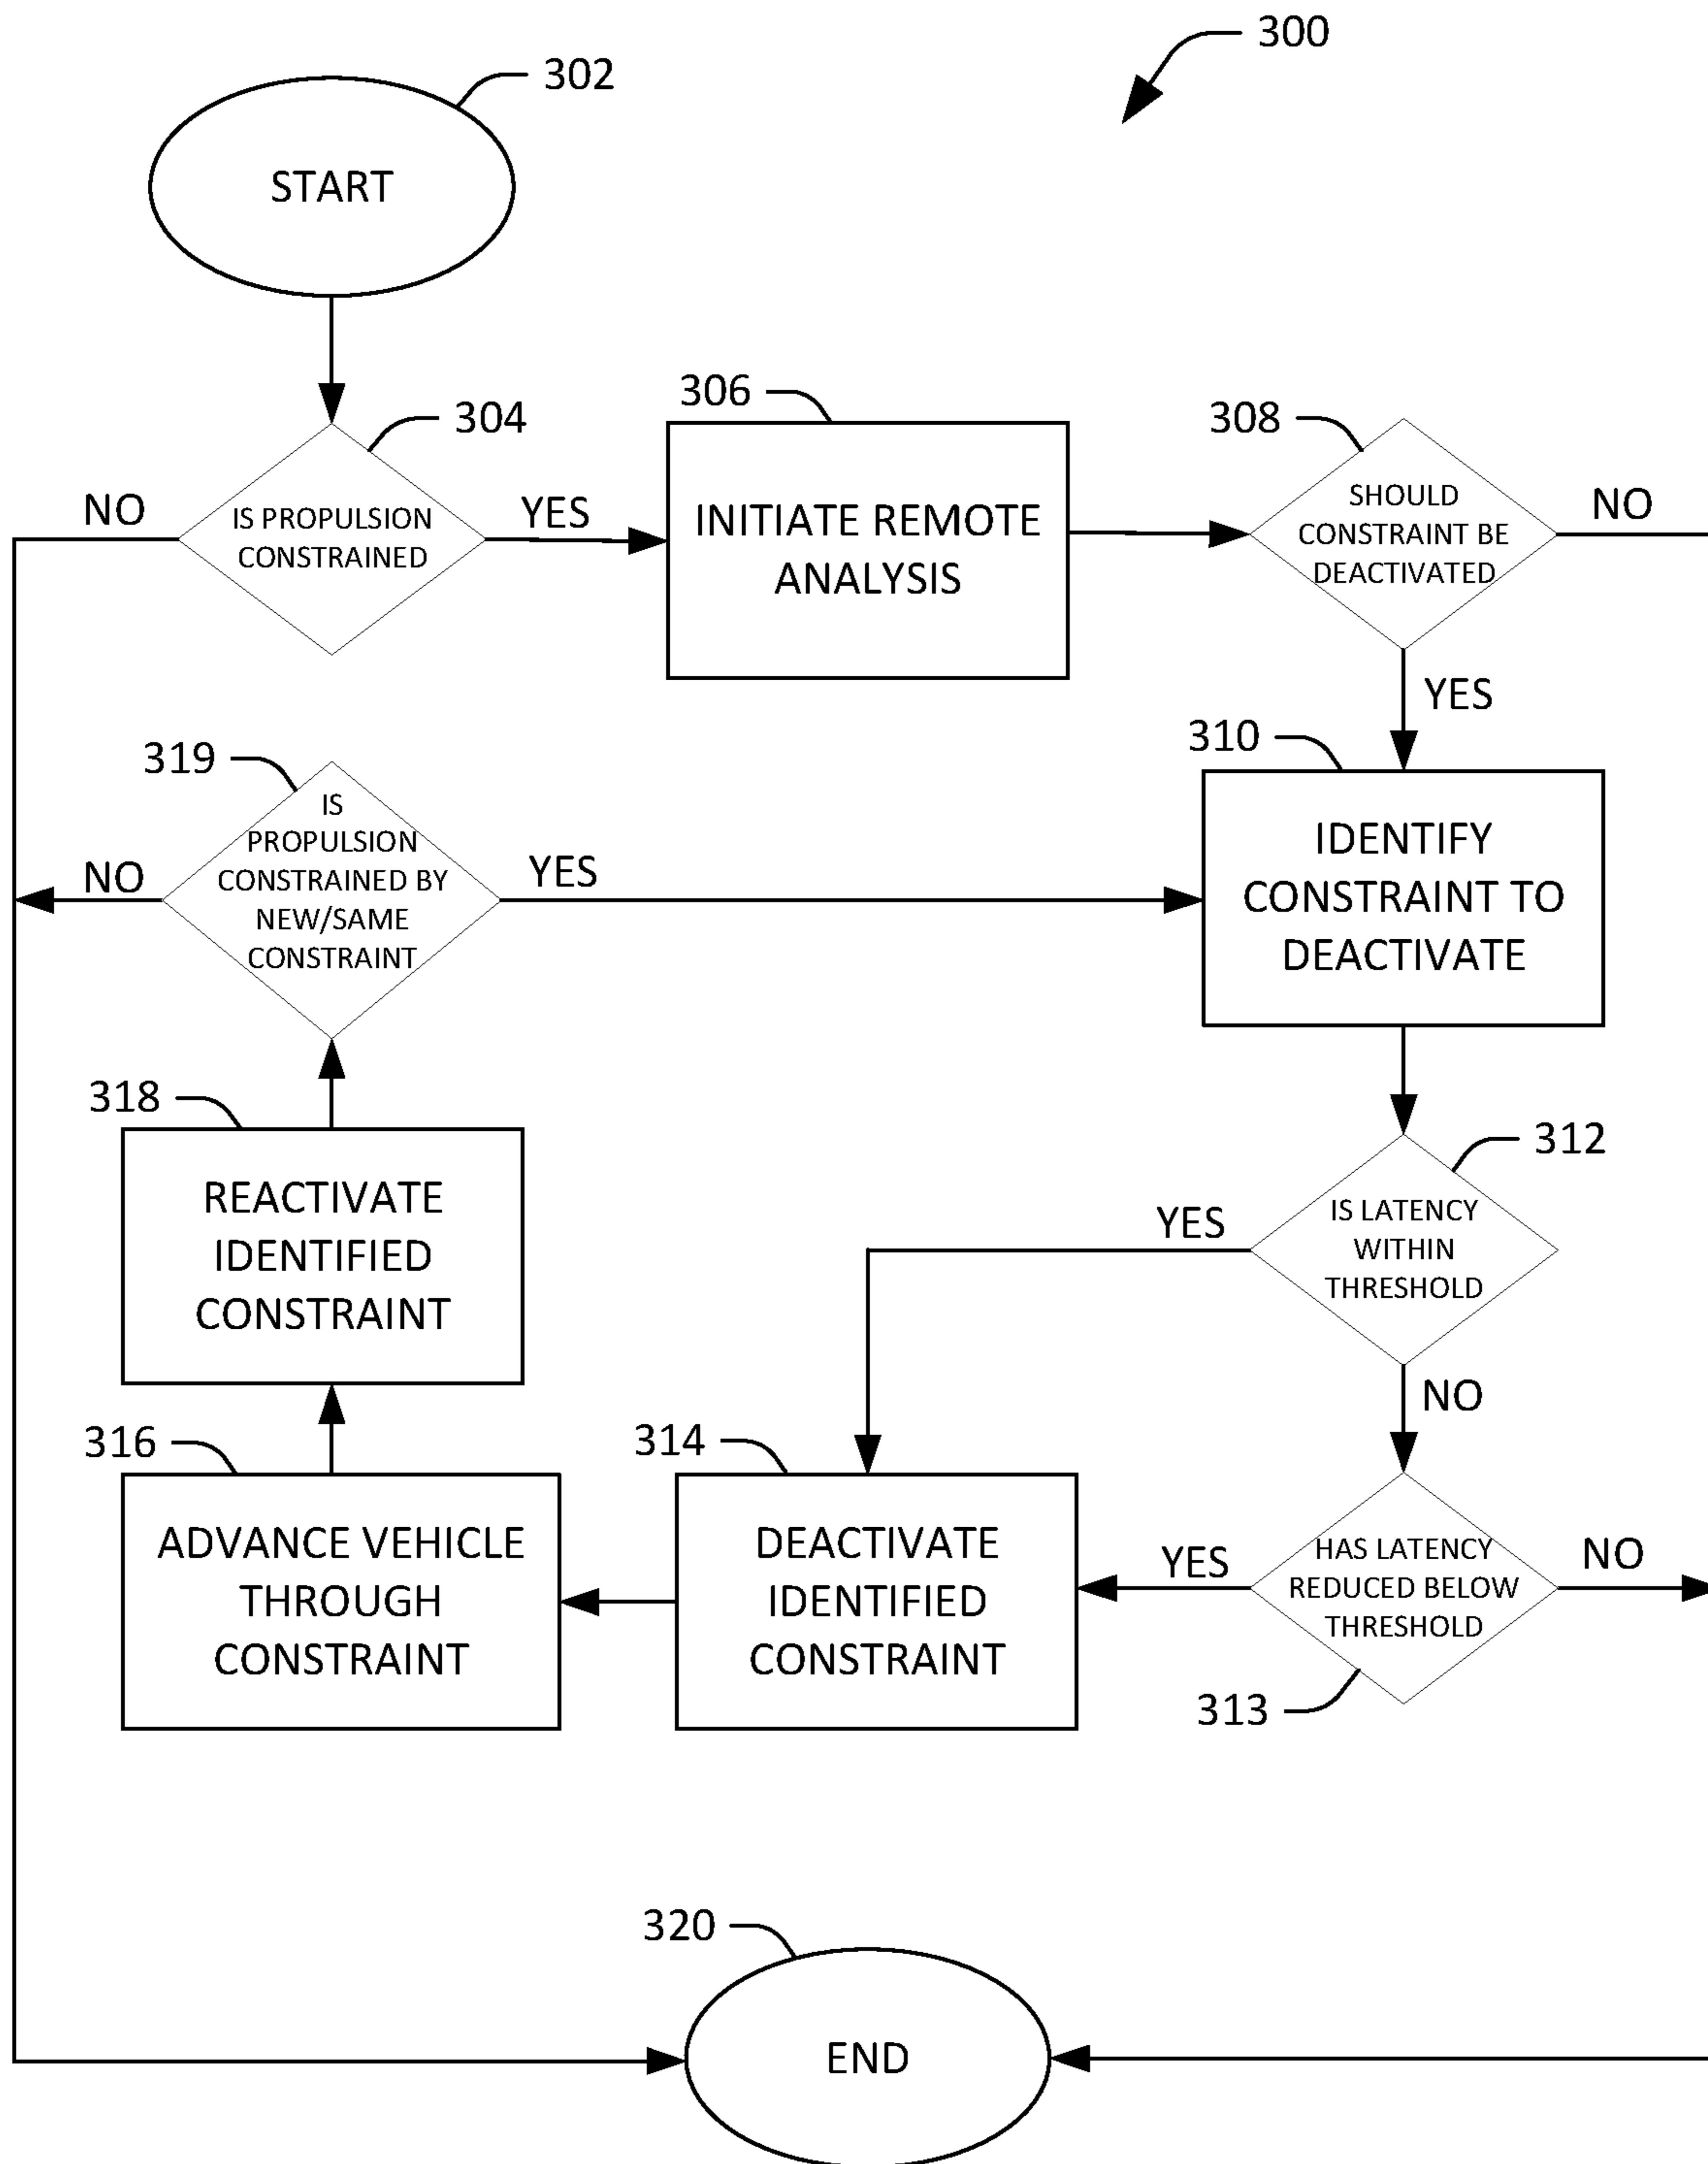 300
302
START
304
IS PROPULSION
CONSTRAINED
NO
YES
306
INITIATE REMOTE
ANALYSIS
308
SHOULD
CONSTRAINT BE
DEACTIVATED
NO
YES
310
IDENTIFY
CONSTRAINT TO
DEACTIVATE
319
IS
PROPULSION
CONSTRAINED BY
NEW/SAME
CONSTRAINT
NO
YES
312
IS LATENCY
WITHIN
THRESHOLD
YES
NO
313
HAS LATENCY
REDUCED BELOW
THRESHOLD
YES
NO
314
DEACTIVATE
IDENTIFIED
CONSTRAINT
316
ADVANCE VEHICLE
THROUGH
CONSTRAINT
318
REACTIVATE
IDENTIFIED
CONSTRAINT
320
END